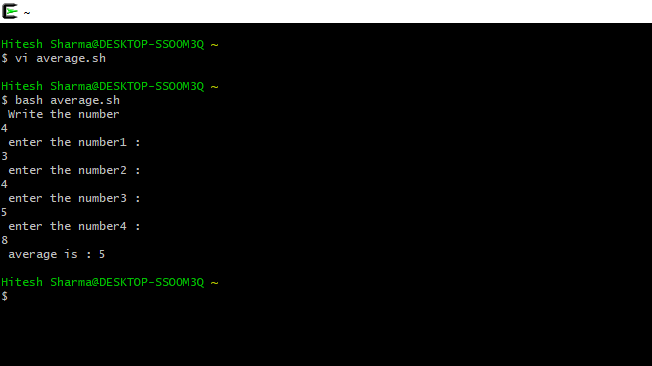 ~
Hitesh Sharma@DESKTOP-SSOOM3Q ~
$ vi average.sh
Hitesh Sharma@DESKTOP-SSOOM3Q ~
$ bash average.sh
Write the number
4
enter the number1 :
3
enter the number2 :
4
enter the number3 :
5
enter the number4 :
8
average is : 5
Hitesh Sharma@DESKTOP-SSOOM3Q ~
$